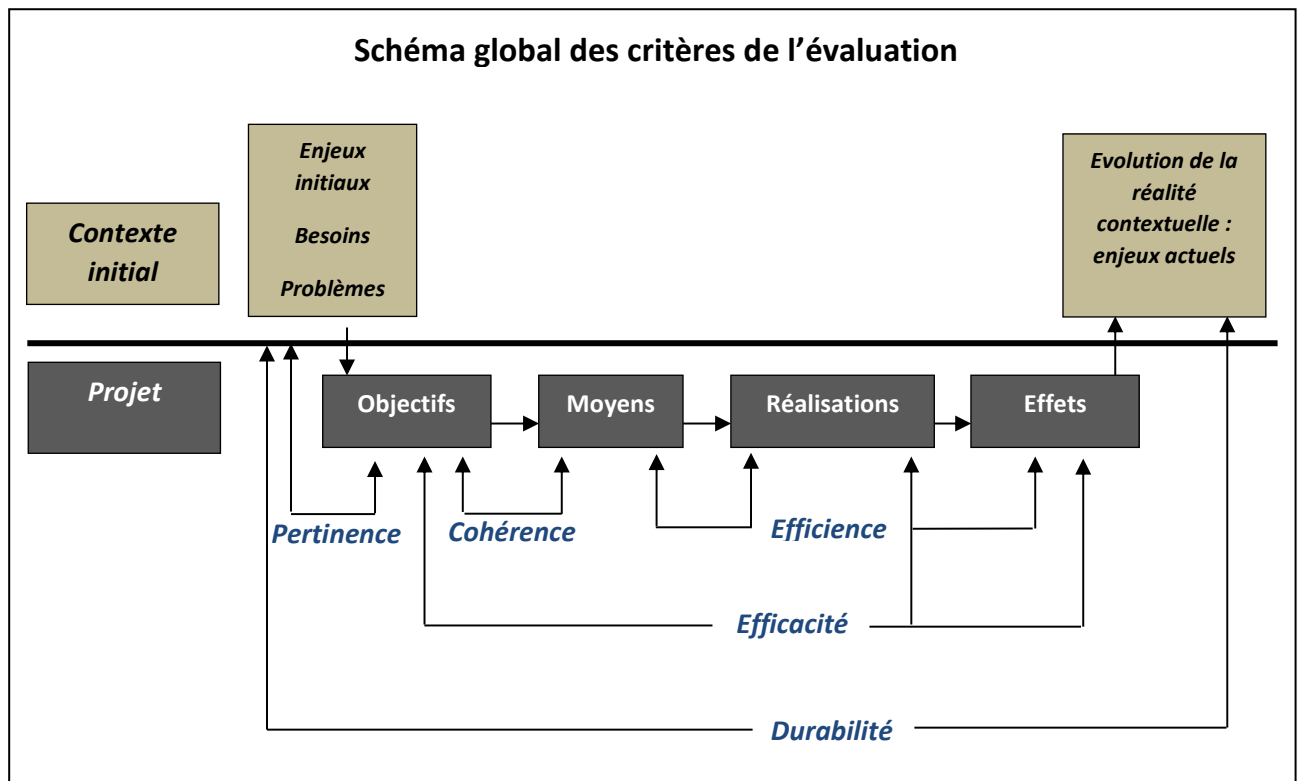 Schéma global des critères de l’évaluation
Enjeux
initiaux
Besoins
Problèmes
Evolution de la
réalité
contextuelle :
enjeux actuels
Contexte
initial
Projet
Objectifs
Moyens
Réalisations
Effets
Pertinence
Cohérence
Efficience
Efficacité
Durabilité